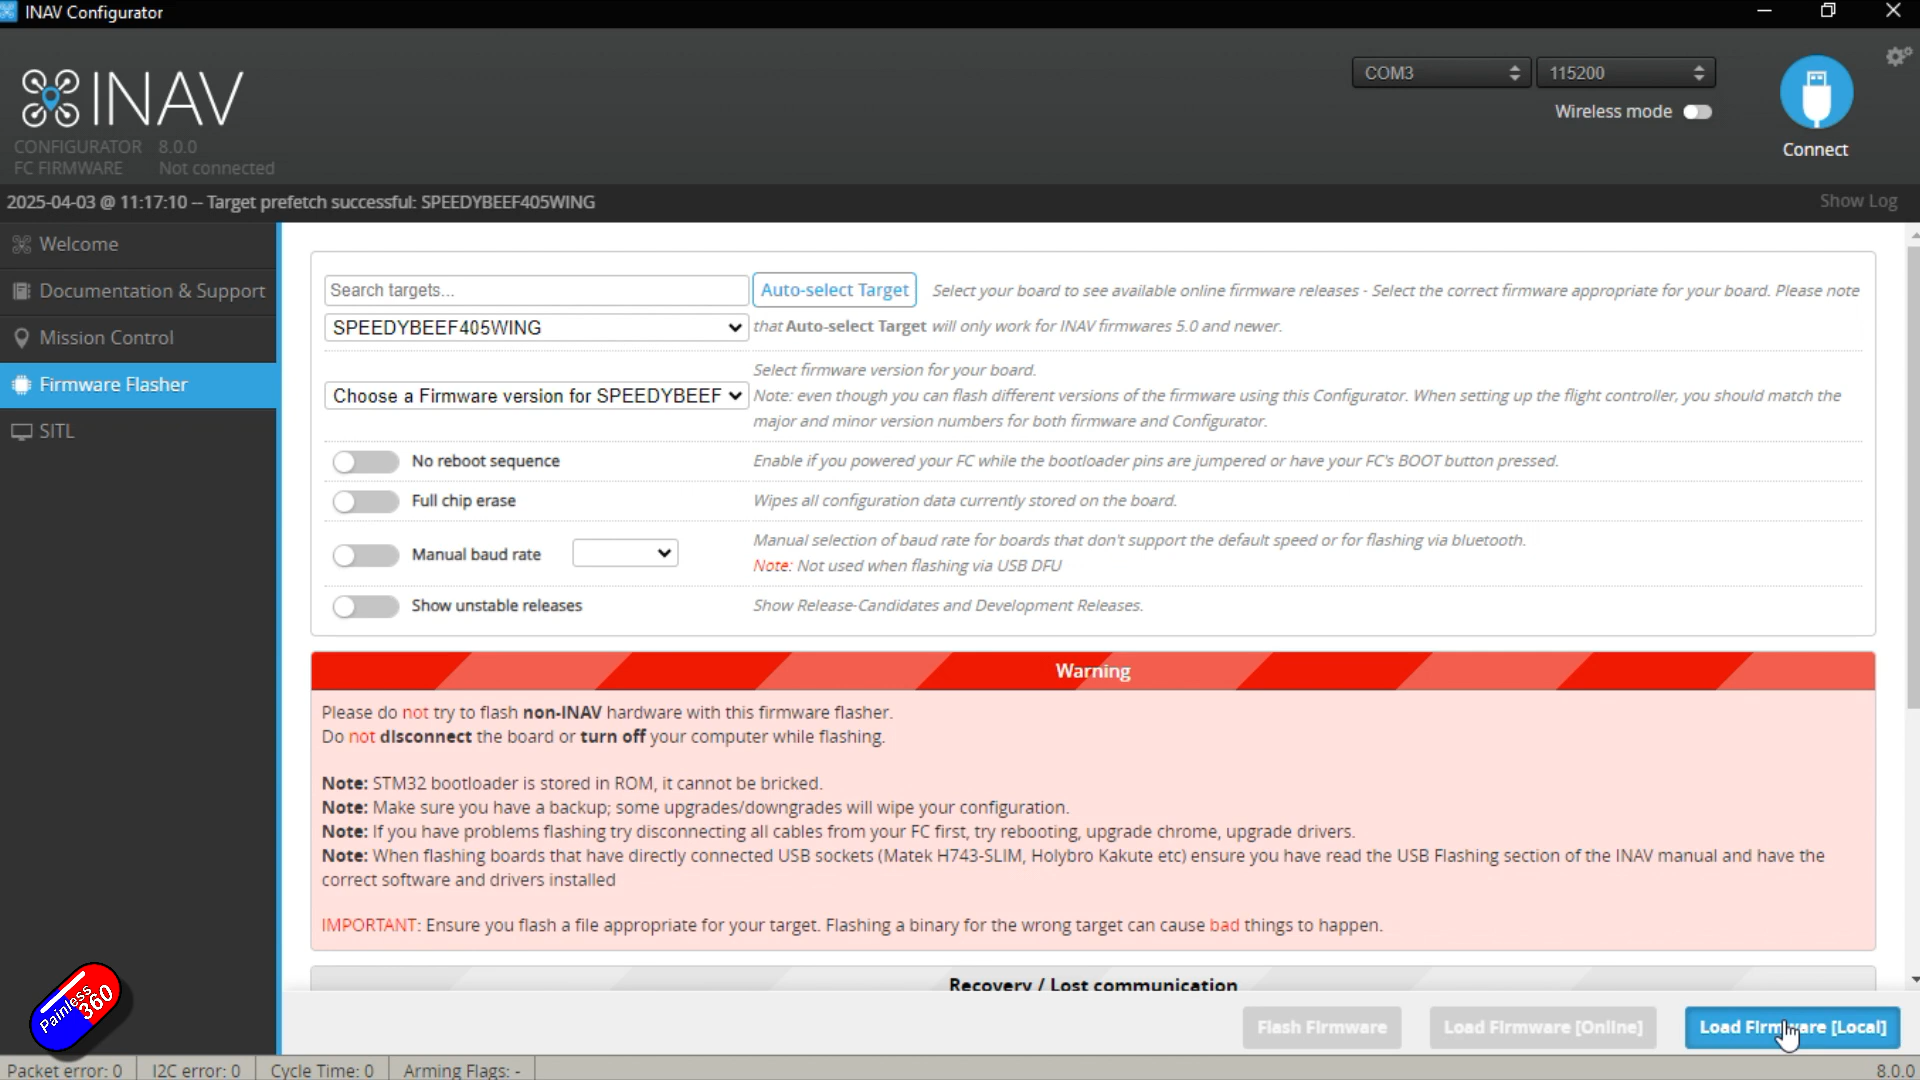 INAV Configurator
INAV
COM3
115200
Wireless mode
Connect
CONFIGURATOR 8.0.0
FC FIRMWARE Not connected
2025-04-03 @ 11:17:10 -- Target prefetch successful: SPEEDYBEEF405WING
Show Log
Welcome
Documentation & Support
Mission Control
Firmware Flasher
SITL
Search targets...
Auto-select Target
Select your board to see available online firmware releases - Select the correct firmware appropriate for your board. Please note
SPEEDYBEEF405WING
that Auto-select Target will only work for INAV firmwares 5.0 and newer.
Select firmware version for your board.
Choose a Firmware version for SPEEDYBEEF
Note: even though you can flash different versions of the firmware using this Configurator. When setting up the flight controller, you should match the
major and minor version numbers for both firmware and Configurator.
No reboot sequence
Enable if you powered your FC while the bootloader pins are jumpered or have your FC's BOOT button pressed.
Full chip erase
Wipes all configuration data currently stored on the board.
Manual baud rate
Manual selection of baud rate for boards that don't support the default speed or for flashing via bluetooth.
Note: Not used when flashing via USB DFU
Show unstable releases
Show Release-Candidates and Development Releases.
Warning
Please do not try to flash non-INAV hardware with this firmware flasher.
Do not disconnect the board or turn off your computer while flashing.
Note: STM32 bootloader is stored in ROM, it cannot be bricked.
Note: Make sure you have a backup; some upgrades/downgrades will wipe your configuration.
Note: If you have problems flashing try disconnecting all cables from your FC first, try rebooting, upgrade chrome, upgrade drivers.
Note: When flashing boards that have directly connected USB sockets (Matek H743-SLIM, Holybro Kakute etc) ensure you have read the USB Flashing section of the INAV manual and have the
correct software and drivers installed
IMPORTANT: Ensure you flash a file appropriate for your target. Flashing a binary for the wrong target can cause bad things to happen.
Recovery / Lost communication
Painless
360
Flash Firmware
Load Firmware [Online]
Load Firmware [Local]
Packet error: 0
I2C error: 0
Cycle Time: 0
Arming Flags: -
8.0.0